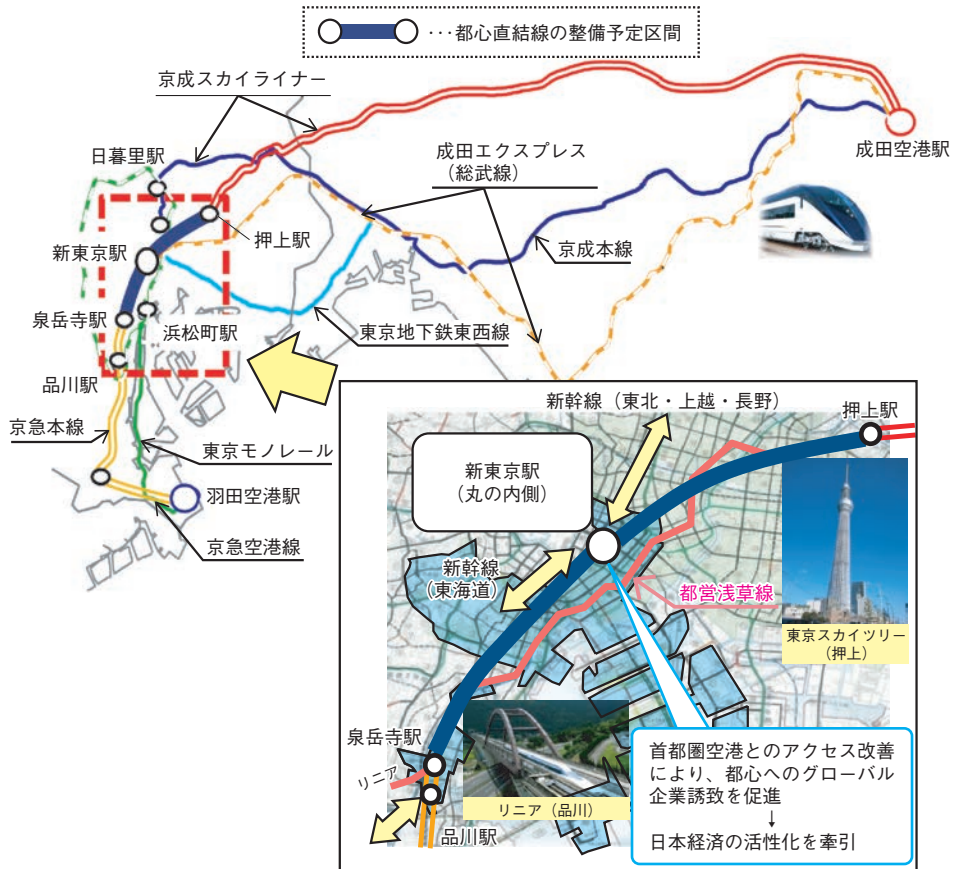 ･･･都心直結線の整備予定区間
京成スカイライナー
日暮里駅
成田エクスプレス
（総武線）
成田空港駅
押上駅
新東京駅
京成本線
泉岳寺駅
浜松町駅
東京地下鉄東西線
品川駅
京急本線
東京モノレール
羽田空港駅
京急空港線
新幹線（東北・上越・長野）
押上駅
新東京駅
（丸の内側）
新幹線
（東海道）
都営浅草線
東京スカイツリー
（押上）
泉岳寺駅
リニア
リニア（品川）
品川駅
首都圏空港とのアクセス改善
により、都心へのグローバル
企業誘致を促進
↓
日本経済の活性化を牽引